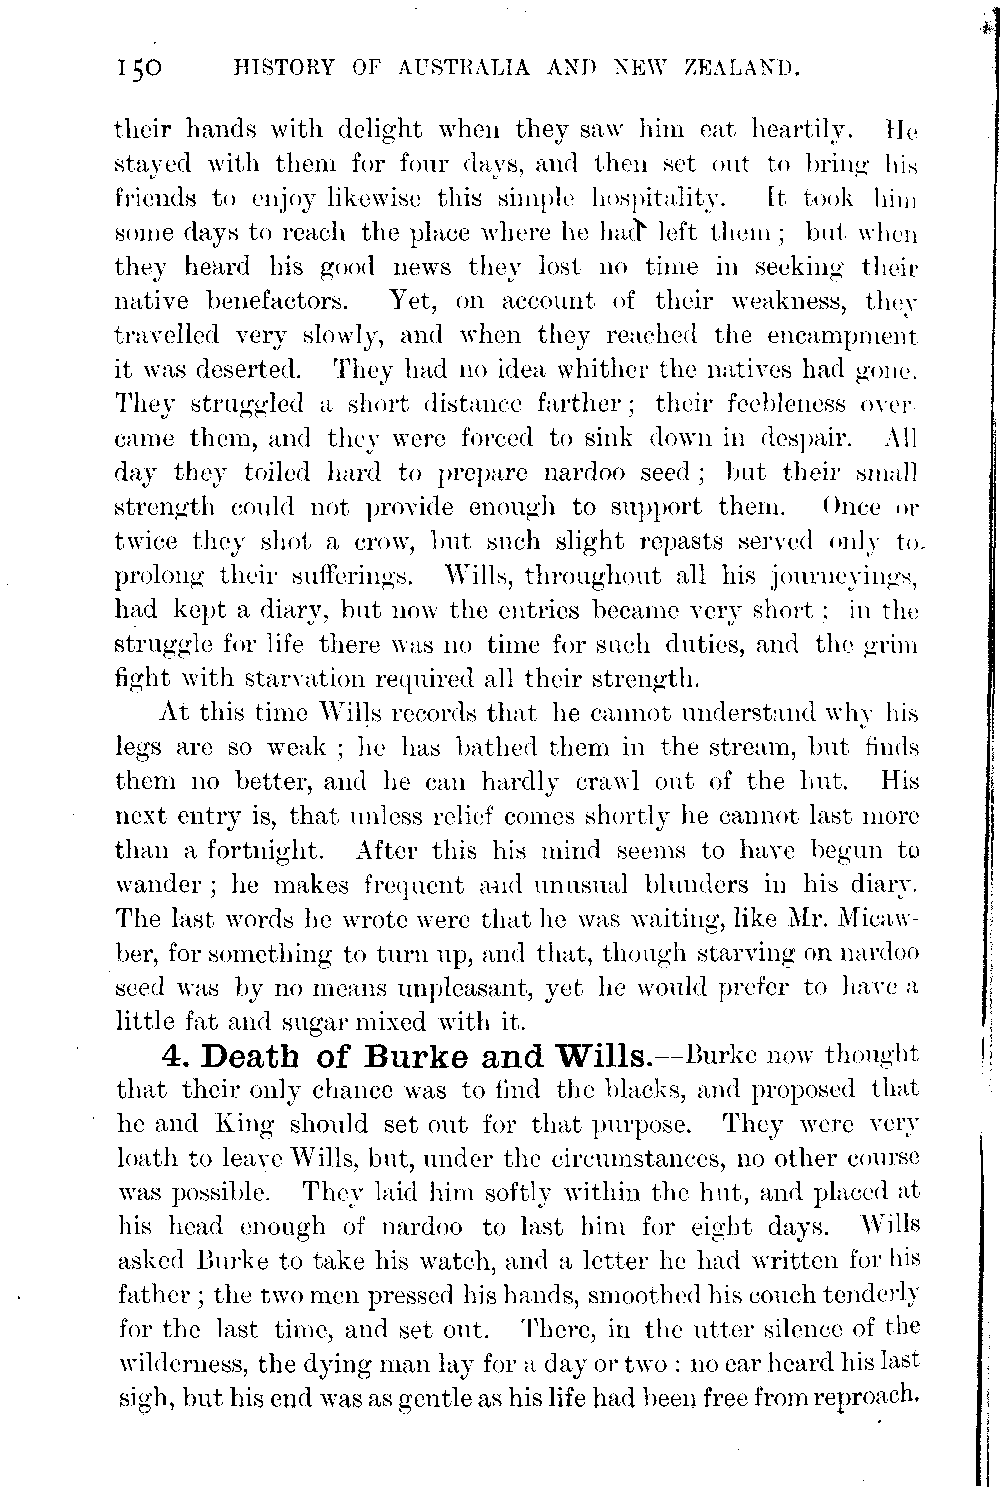 150 HISTORY OF AUSTRALIA AND NEW ZEALAND.
their hands with delight when they saw him eat heartily. He
stayed with them for four days, and then set out to bring his
friends to enjoy likewise this simple hospitality. It took him
some days to reach the place where he had left them ; but when
they heard his good news they lost no time in seeking their
native benefactors. Yet, on account of their weakness, they
travelled very slowly, and when they reached the encampment
it was deserted. They had no idea whither the natives had gone.
They struggled a short distance farther ; their feebleness over-
came them, and they were forced to sink down in despair. All
day they toiled hard to prepare nardoo seed ; but their small
strength could not provide enough to support them. Once or
twice they shot a crow, but such slight repasts served only to
prolong their sufferings. Wills, throughout all his journeyings,
had kept a diary, but now the entries became very short ; in the
struggle for life there was no time for such duties, and the grim
fight with starvation required all their strength.
At this time Wills records that he cannot understand why his
legs are so weak ; he has bathed them in the stream, but finds
them no better, and he can hardly crawl out of the hut. His
next entry is, that unless relief comes shortly he cannot last more
than a fortnight. After this his mind seems to have begun to
wander ; he makes frequent and unusual blunders in his diary.
The last words he wrote were that he was waiting, like Mr. Micaw-
ber, for something to turn up, and that, though starving on nardoo
seed was by no means unpleasant, yet he would prefer to have a
little fat and sugar mixed with it.
4. Death of Burke and Wills.—Burke now thought
that their only chance was to find the blacks, and proposed that
he and King should set out for that purpose. They were very
loath to leave Wills, but, under the circumstances, no other course
was possible. They laid him softly within the hut, and placed at
his head enough of nardoo to last him for eight days. Wills
asked Burke to take his watch, and a letter he had written for his
father ; the two men pressed his hands, smoothed his couch tenderly
for the last time, and set out. There, in the utter silence of the
wilderness, the dying man lay for a day or two : no ear heard his last
sigh, but his end was as gentle as his life had been free from reproach.